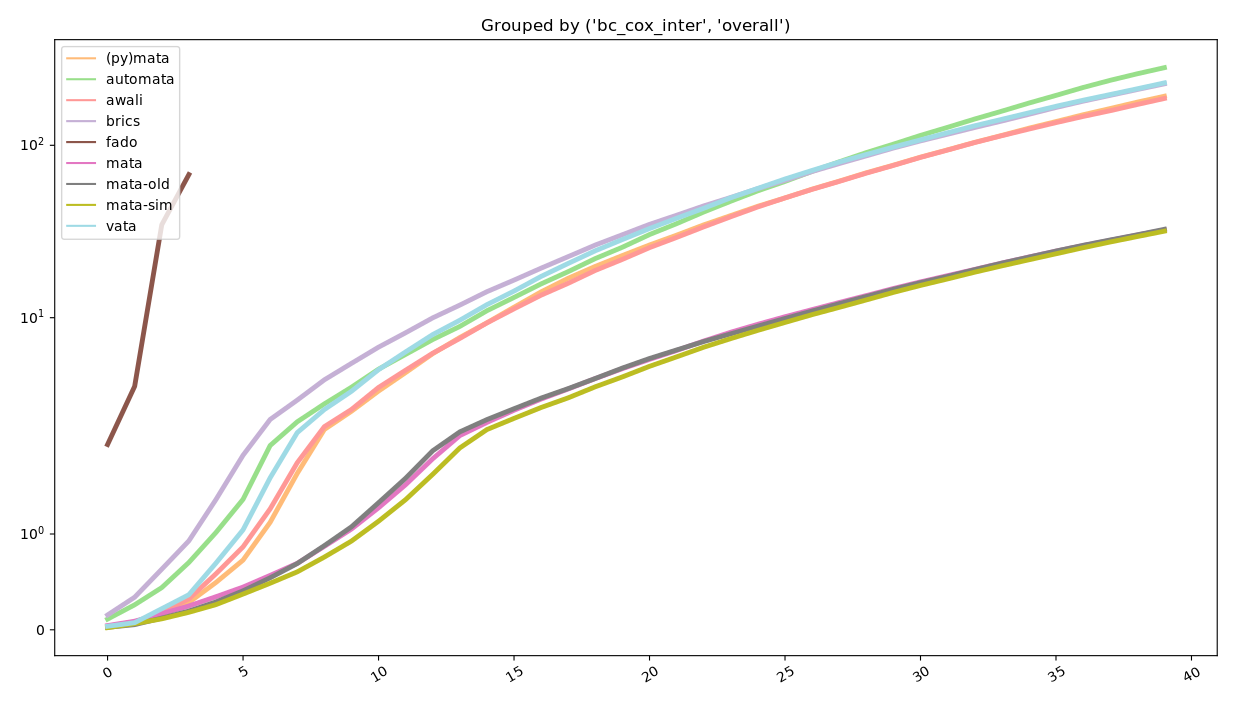 Grouped by ('bc_cox_inter', 'overall')
(py)mata
automata
awali
brics
fado
mata
mata-old
mata-sim
vata
10²
10¹
10⁰
0
0 5 10 15 20 25 30 35 40